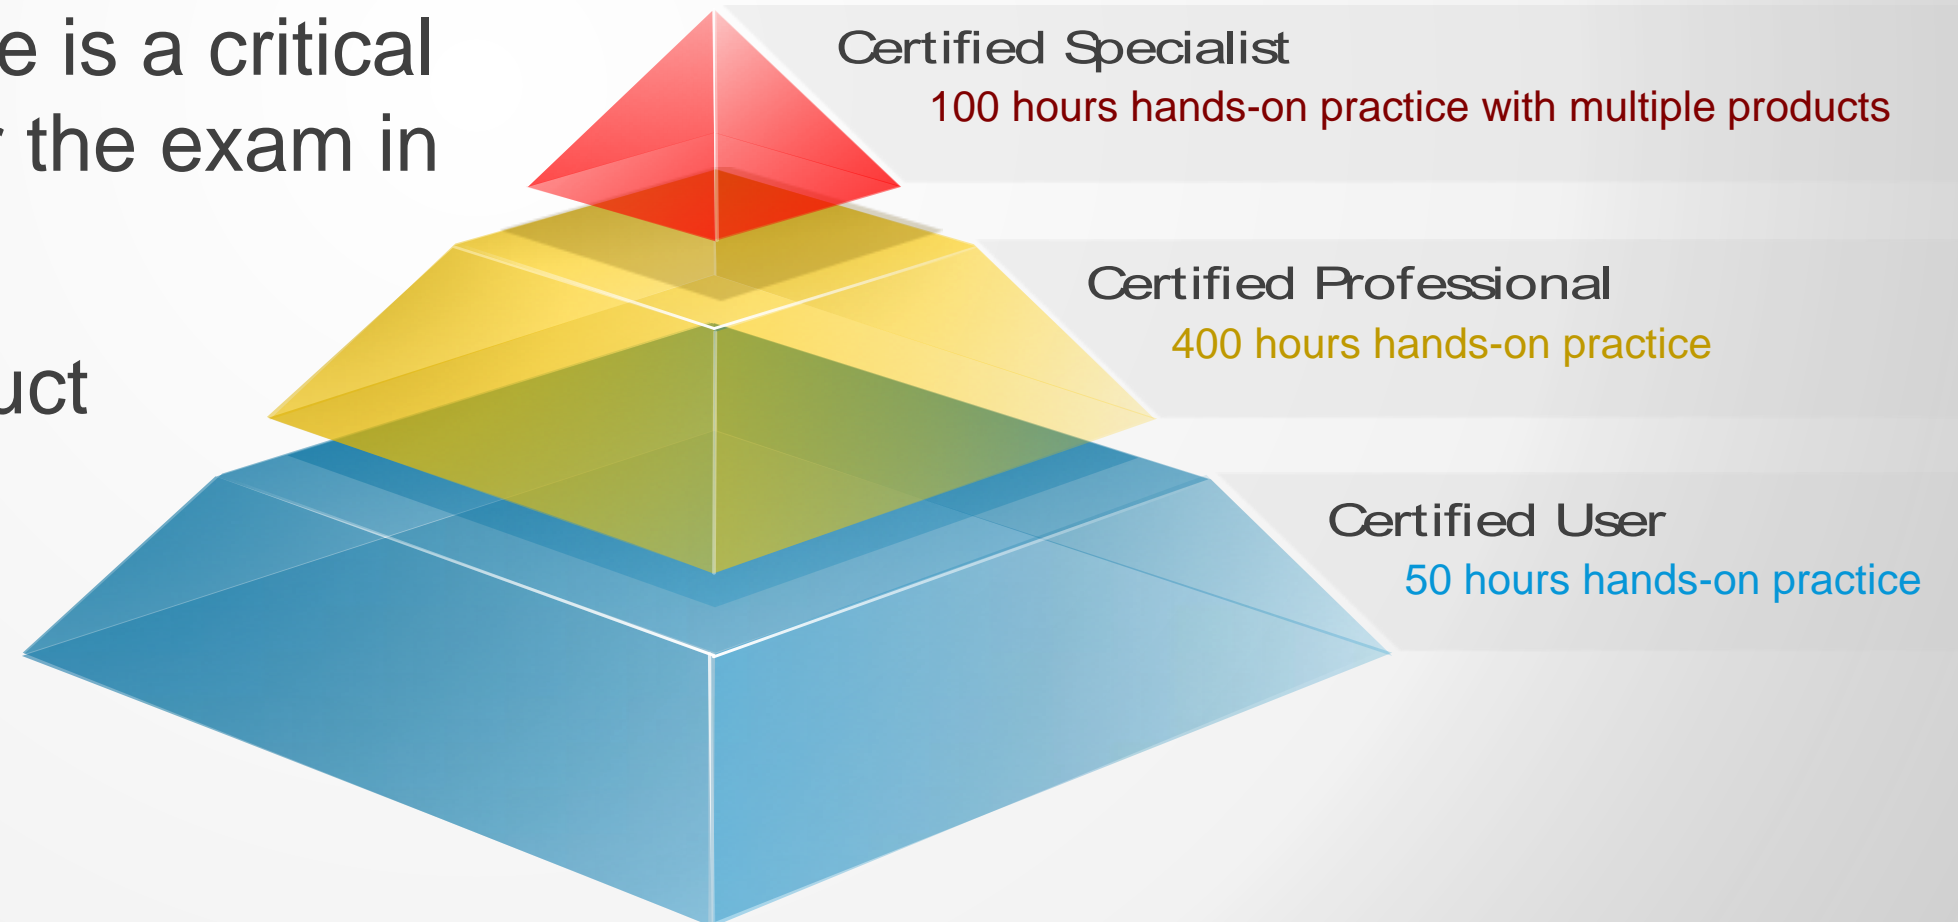 e is a critical
r the exam in
uct
Certified Specialist
100 hours hands-on practice with multiple products
Certified Professional
400 hours hands-on practice
Certified User
50 hours hands-on practice